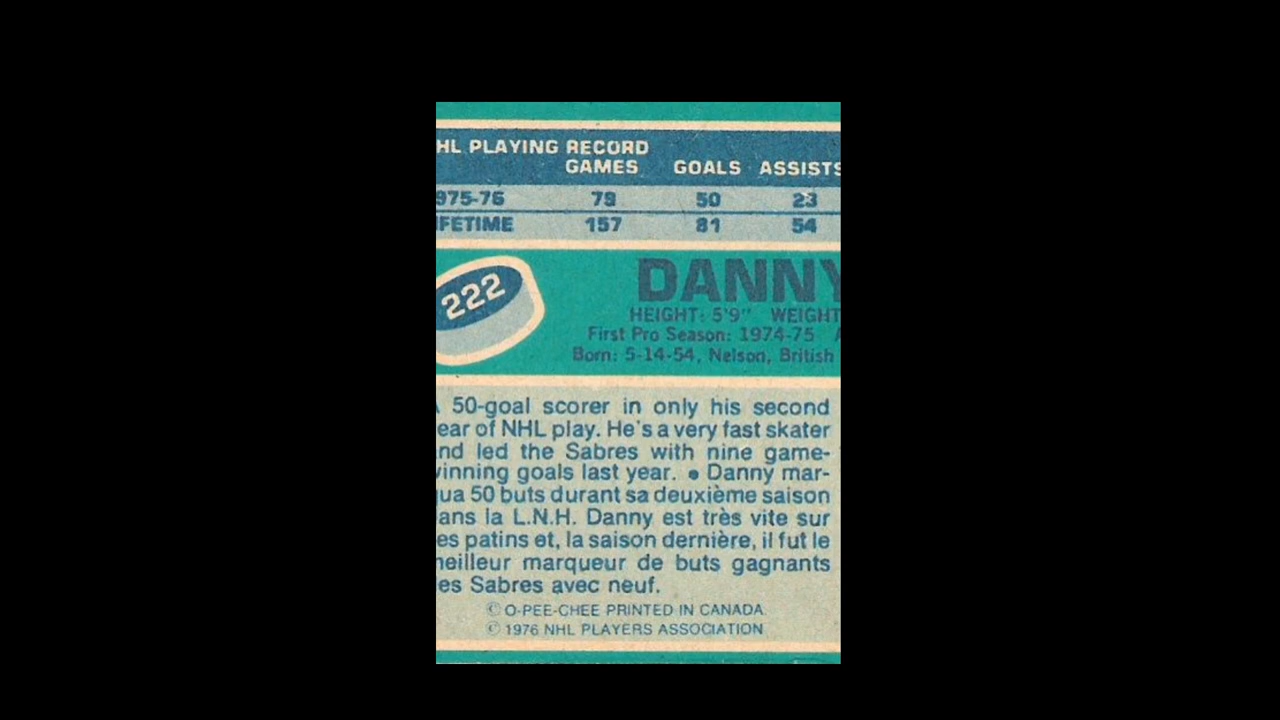 HL PLAYING RECORD
GAMES GOALS ASSISTS
975-76 79 50 23
IFETIME 157 81 54
222
DANNY
HEIGHT: 5'9" WEIGHT
First Pro Season: 1974-75
Born: 5-14-54, Nelson, British
50-goal scorer in only his second
ear of NHL play. He's a very fast skater
nd led the Sabres with nine game-
inning goals last year. • Danny mar-
ua 50 buts durant sa deuxième saison
ans la L.N.H. Danny est très vite sur
es patins et, la saison dernière, il fut le
eilleur marqueur de buts gagnants
es Sabres avec neuf.
© O-PEE-CHEE PRINTED IN CANADA.
© 1976 NHL PLAYERS ASSOCIATION